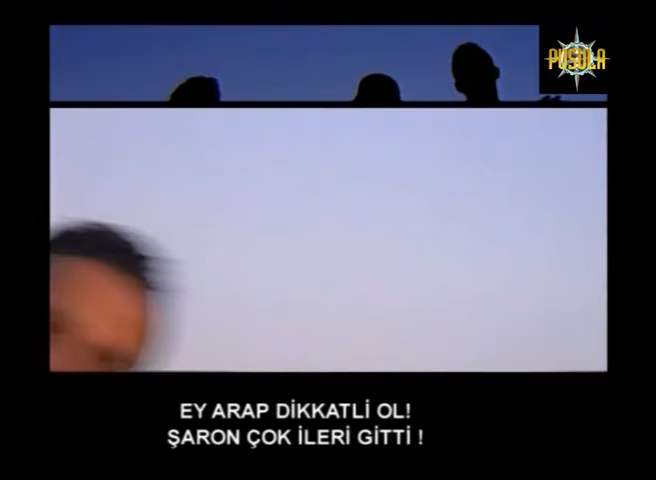 PUSULA
EY ARAP DİKKATLİ OL!
ŞARON ÇOK İLERİ GİTTİ !